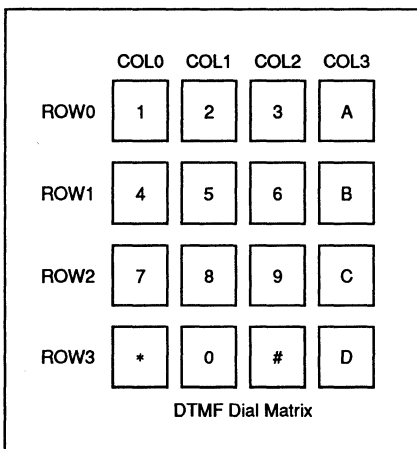 COL0 COL1 COL2 COL3
ROW0 1 2 3 A
ROW1 4 5 6 B
ROW2 7 8 9 C
ROW3 * 0 # D
DTMF Dial Matrix